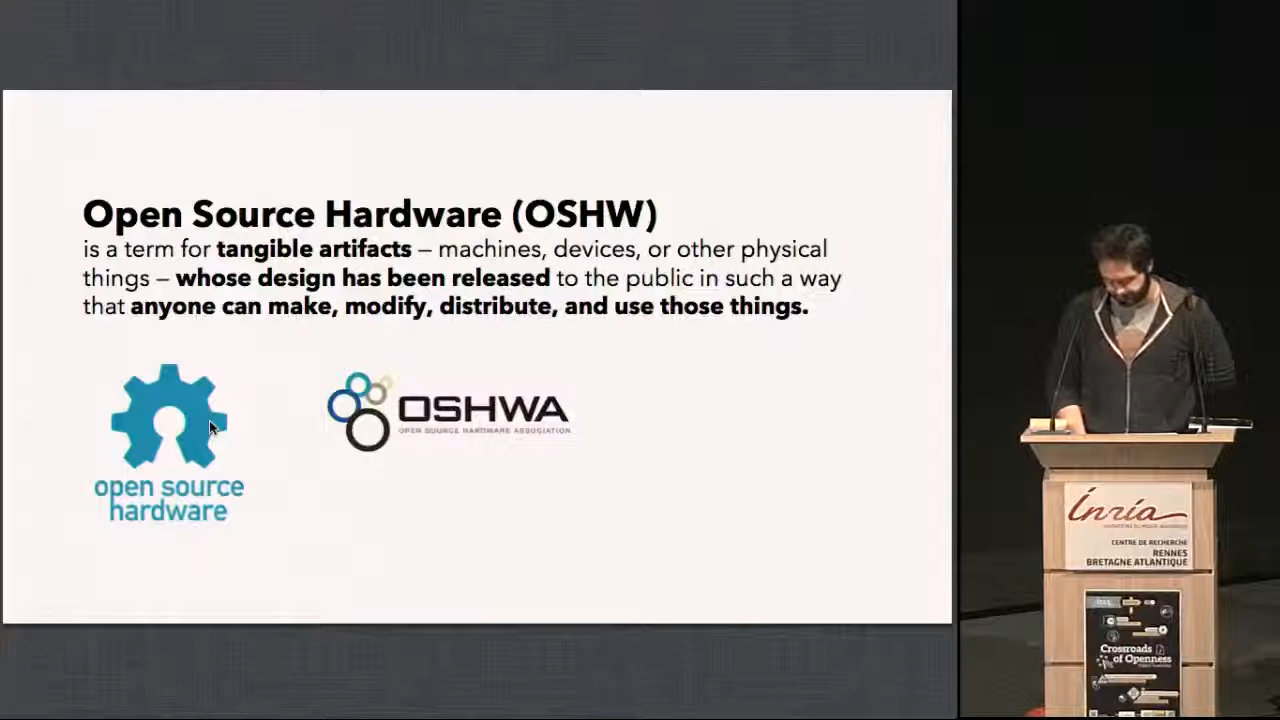 Open Source Hardware (OSHW)
is a term for tangible artifacts – machines, devices, or other physical
things – whose design has been released to the public in such a way
that anyone can make, modify, distribute, and use those things.
open source
hardware
OSHWA
OPEN SOURCE HARDWARE ASSOCIATION
Inria
CENTRE DE RECHERCHE
RENNES
BRETAGNE ATLANTIQUE
Crossroads
of Openness